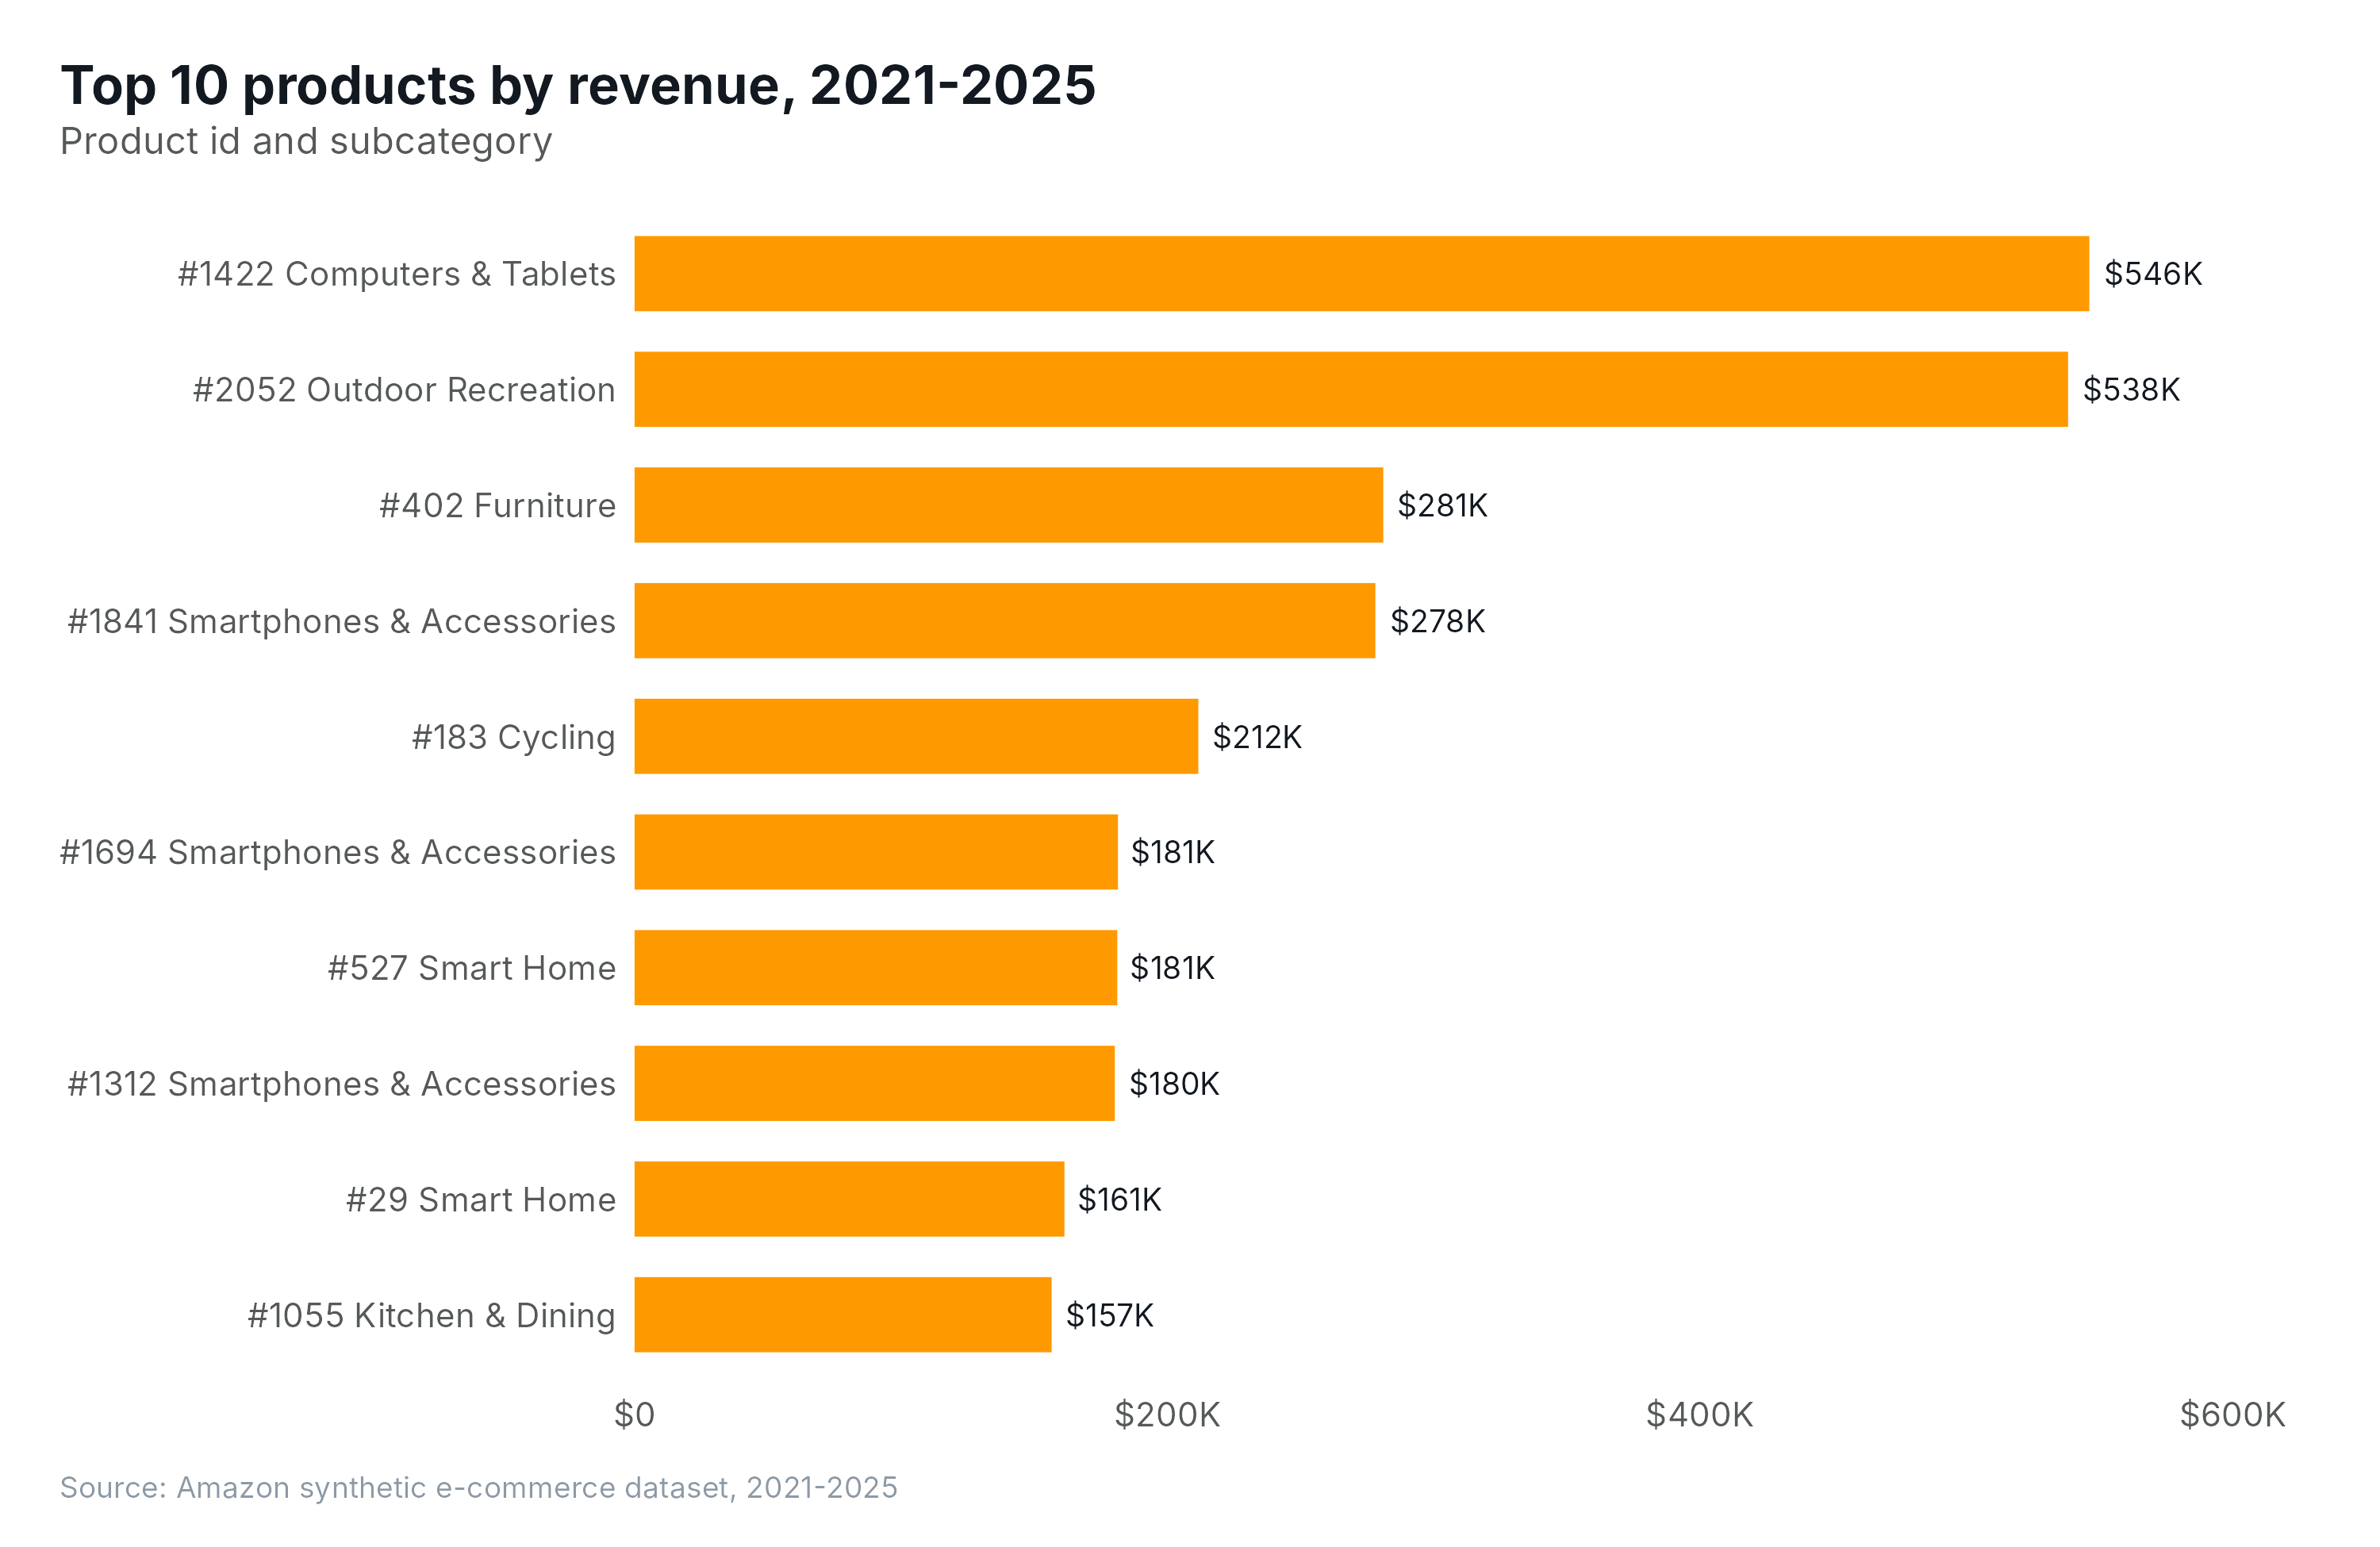 Top 10 products by revenue, 2021-2025
Product id and subcategory
#1422 Computers & Tablets $546K
#2052 Outdoor Recreation $538K
#402 Furniture $281K
#1841 Smartphones & Accessories $278K
#183 Cycling $212K
#1694 Smartphones & Accessories $181K
#527 Smart Home $181K
#1312 Smartphones & Accessories $180K
#29 Smart Home $161K
#1055 Kitchen & Dining $157K
$0 $200K $400K $600K
Source: Amazon synthetic e-commerce dataset, 2021-2025